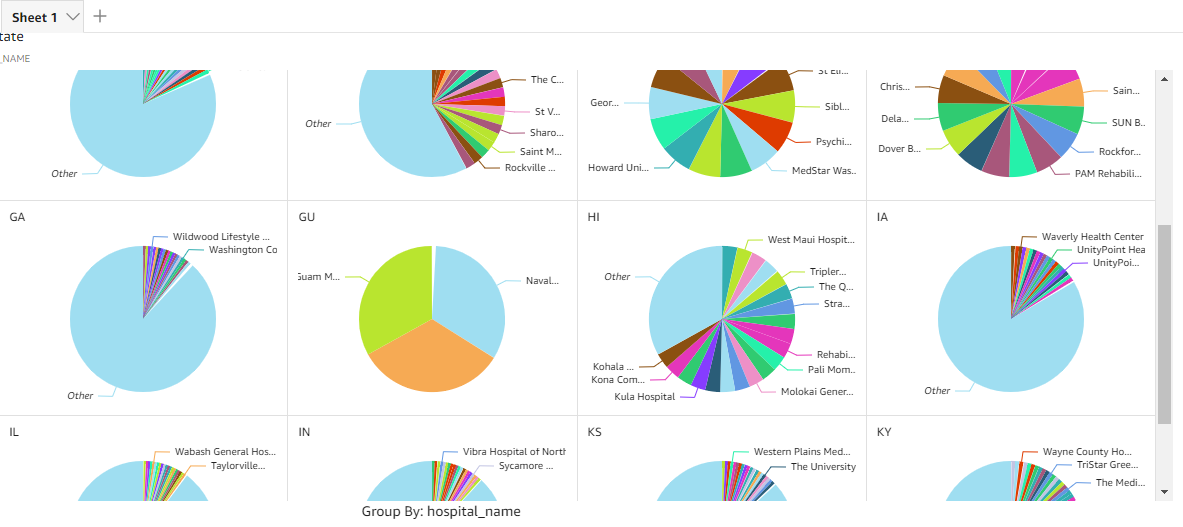 Sheet 1
tate
_NAME
The C...
St V...
Sharo...
Saint M...
Rockville ...
Other
Other
St Eli...
Geor...
Sibl...
Psychi...
Howard Uni...
MedStar Was..
Chris...
Sain...
Dela...
SUN B..
Dover B...
Rockfor...
PAM Rehabili...
GA
Wildwood Lifestyle ...
Washington Co
Other
GU
Guam M...
Naval...
HI
West Maui Hospit...
Other
Tripler...
The Q...
Stra...
Rehabi...
Kohala ...
Kona Com...
Pali Mom..
Kula Hospital
Molokai Gener...
IA
Waverly Health Center
UnityPoint Hea
UnityPoi...
Other
IL
Wabash General Hos...
Taylorville...
IN
Vibra Hospital of North
Sycamore ...
KS
Western Plains Med...
The University
KY
Wayne County Ho...
TriStar Gree...
The Medi...
Group By: hospital_name